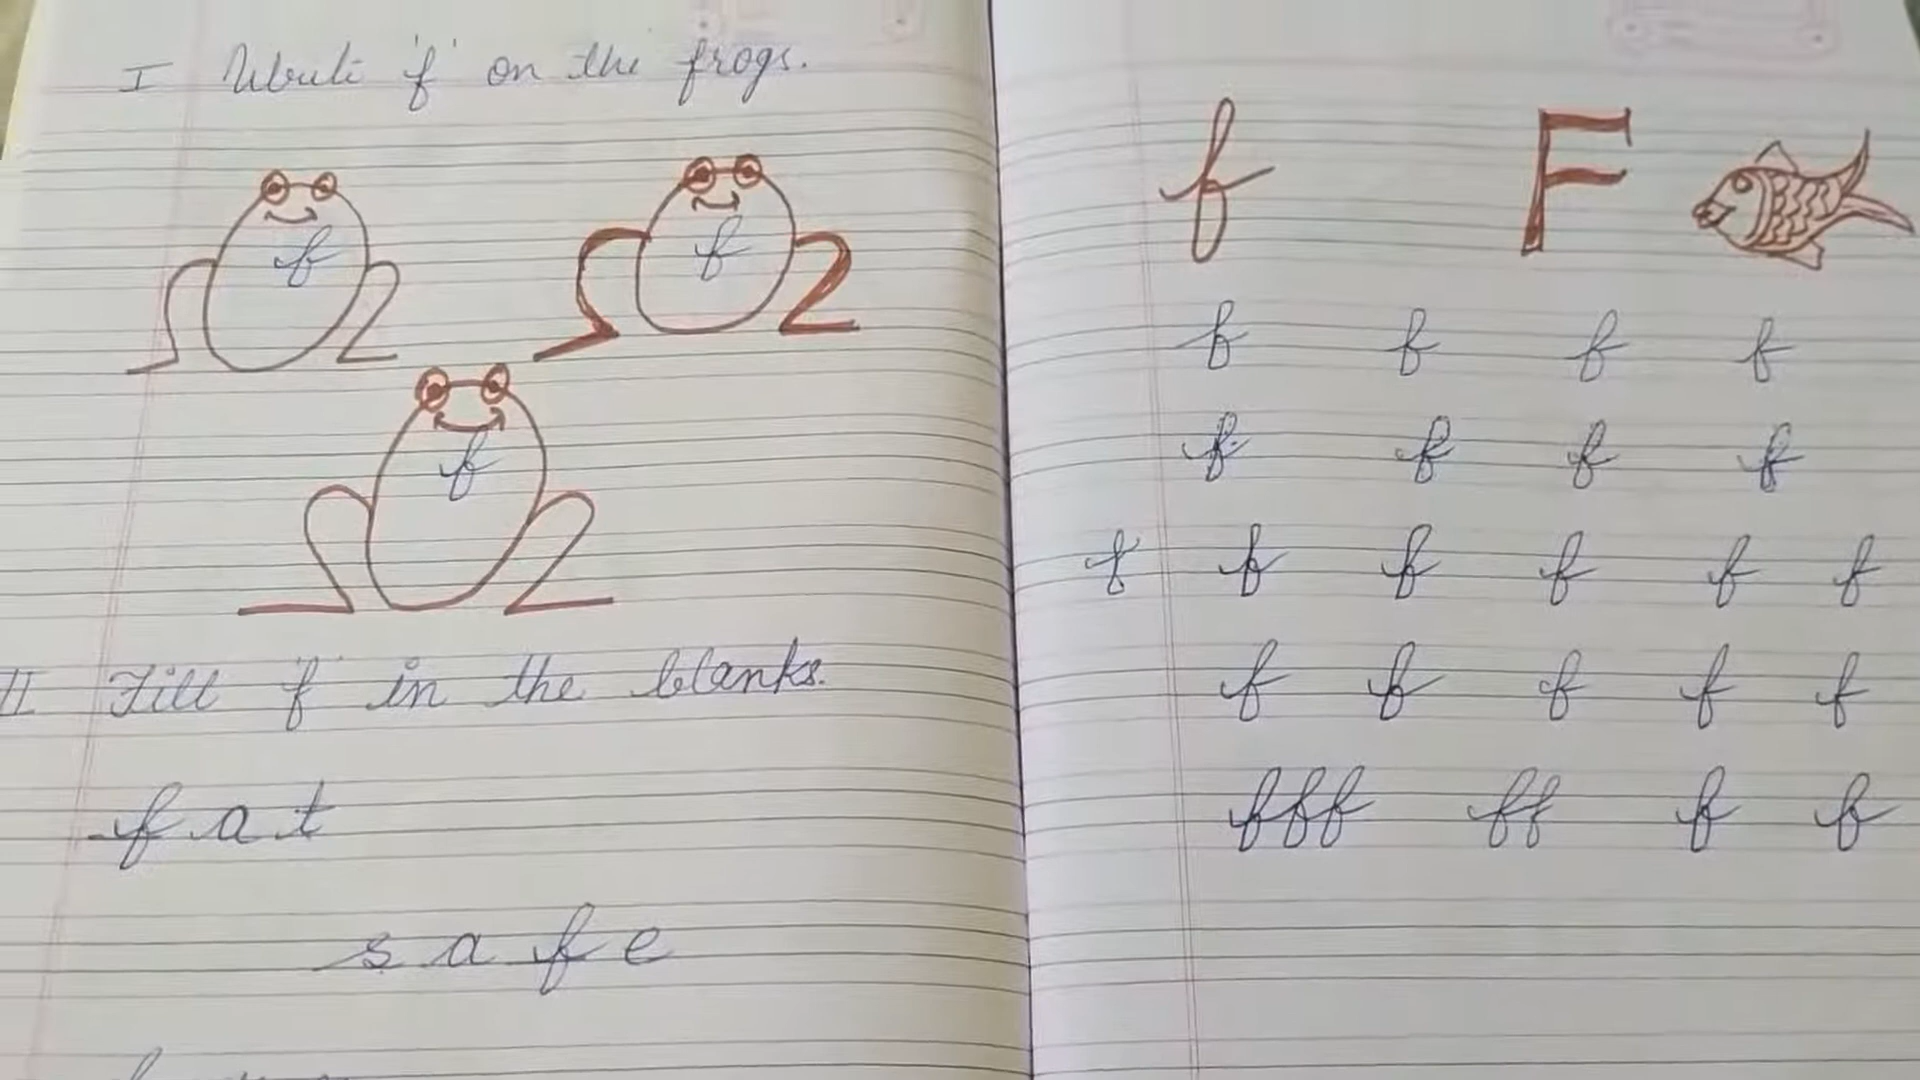 I Write 'f' on the frogs.
f f
f
II Fill 'f' in the blanks.
f a t
s a f e
f F
f f f f
f f f f
f f f f f f
f f f f f
fff ff f f